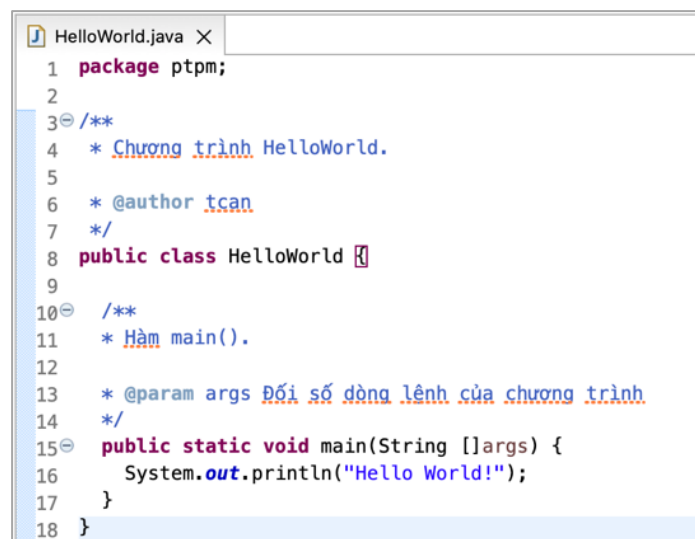 HelloWorld.java
1 package ptpm;
2
3 /**
4  * Chương trình HelloWorld.
5
6  * @author tcan
7  */
8 public class HelloWorld {
9
10   /**
11   * Hàm main().
12
13   * @param args Đối số dòng lệnh của chương trình
14   */
15   public static void main(String []args) {
16     System.out.println("Hello World!");
17   }
18 }